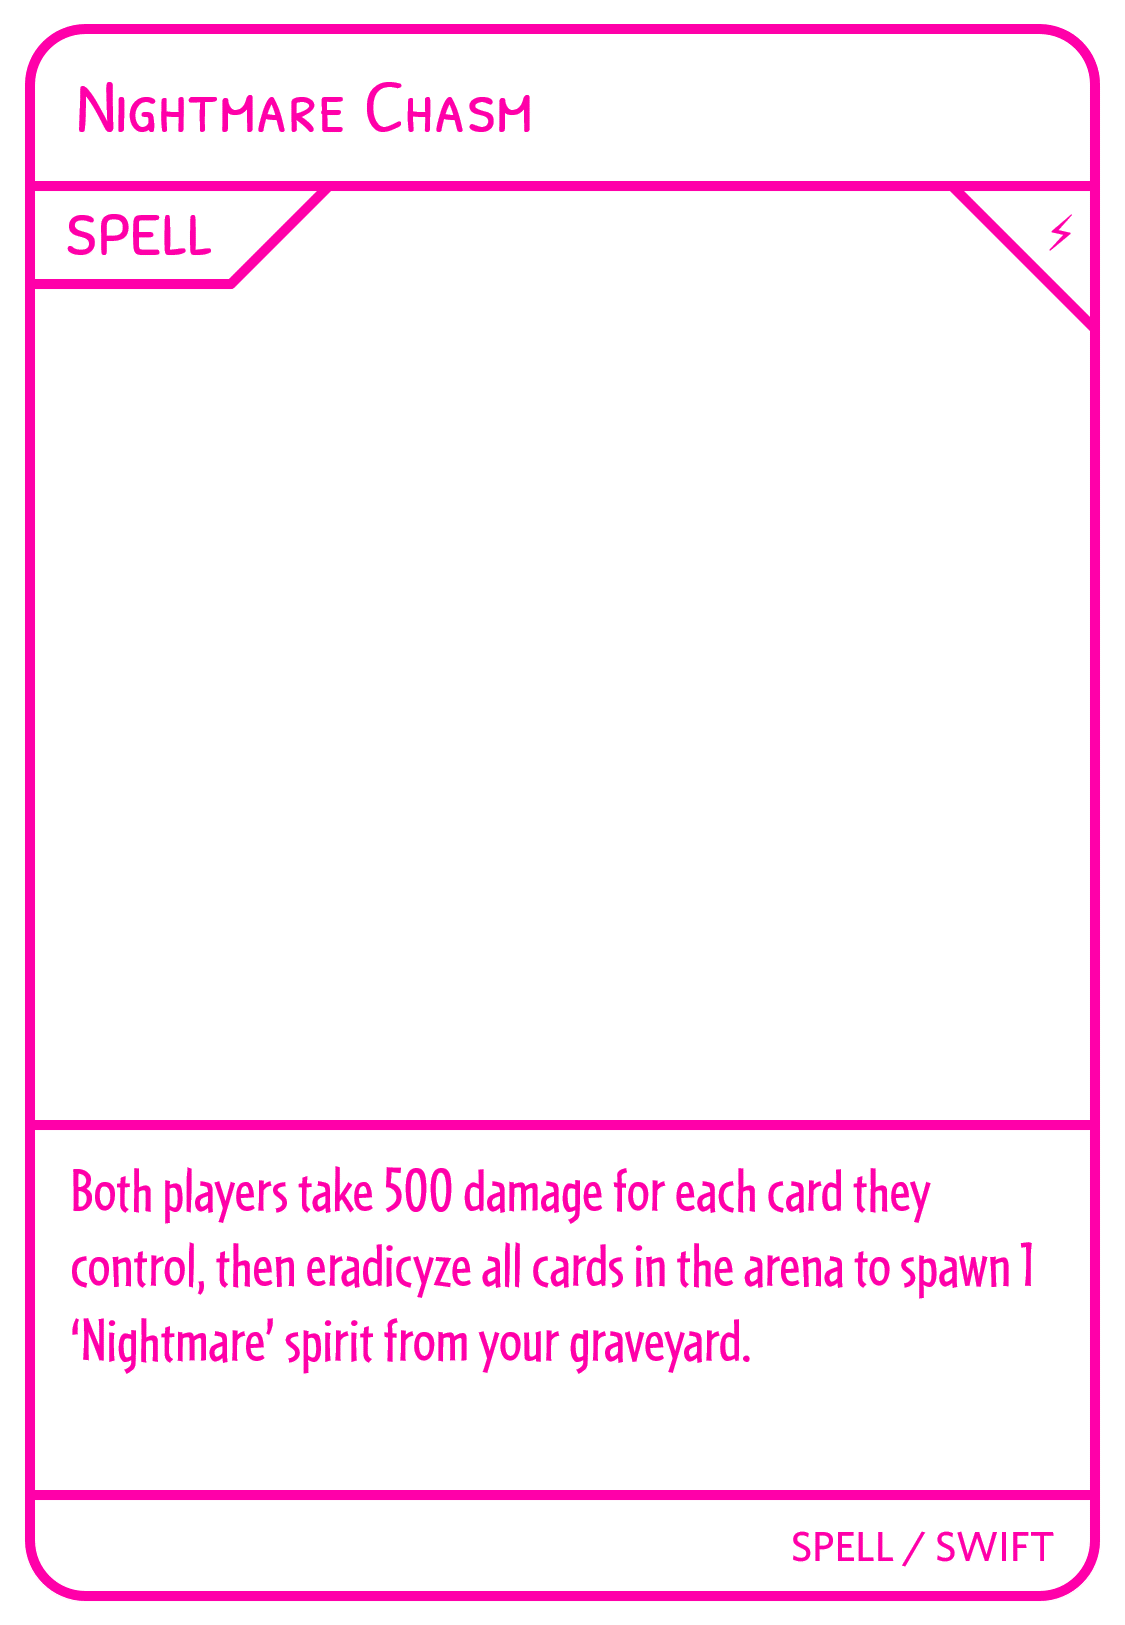 Nightmare Chasm
SPELL
⚡
Both players take 500 damage for each card they
control, then eradicyze all cards in the arena to spawn 1
‘Nightmare’ spirit from your graveyard.
SPELL / SWIFT